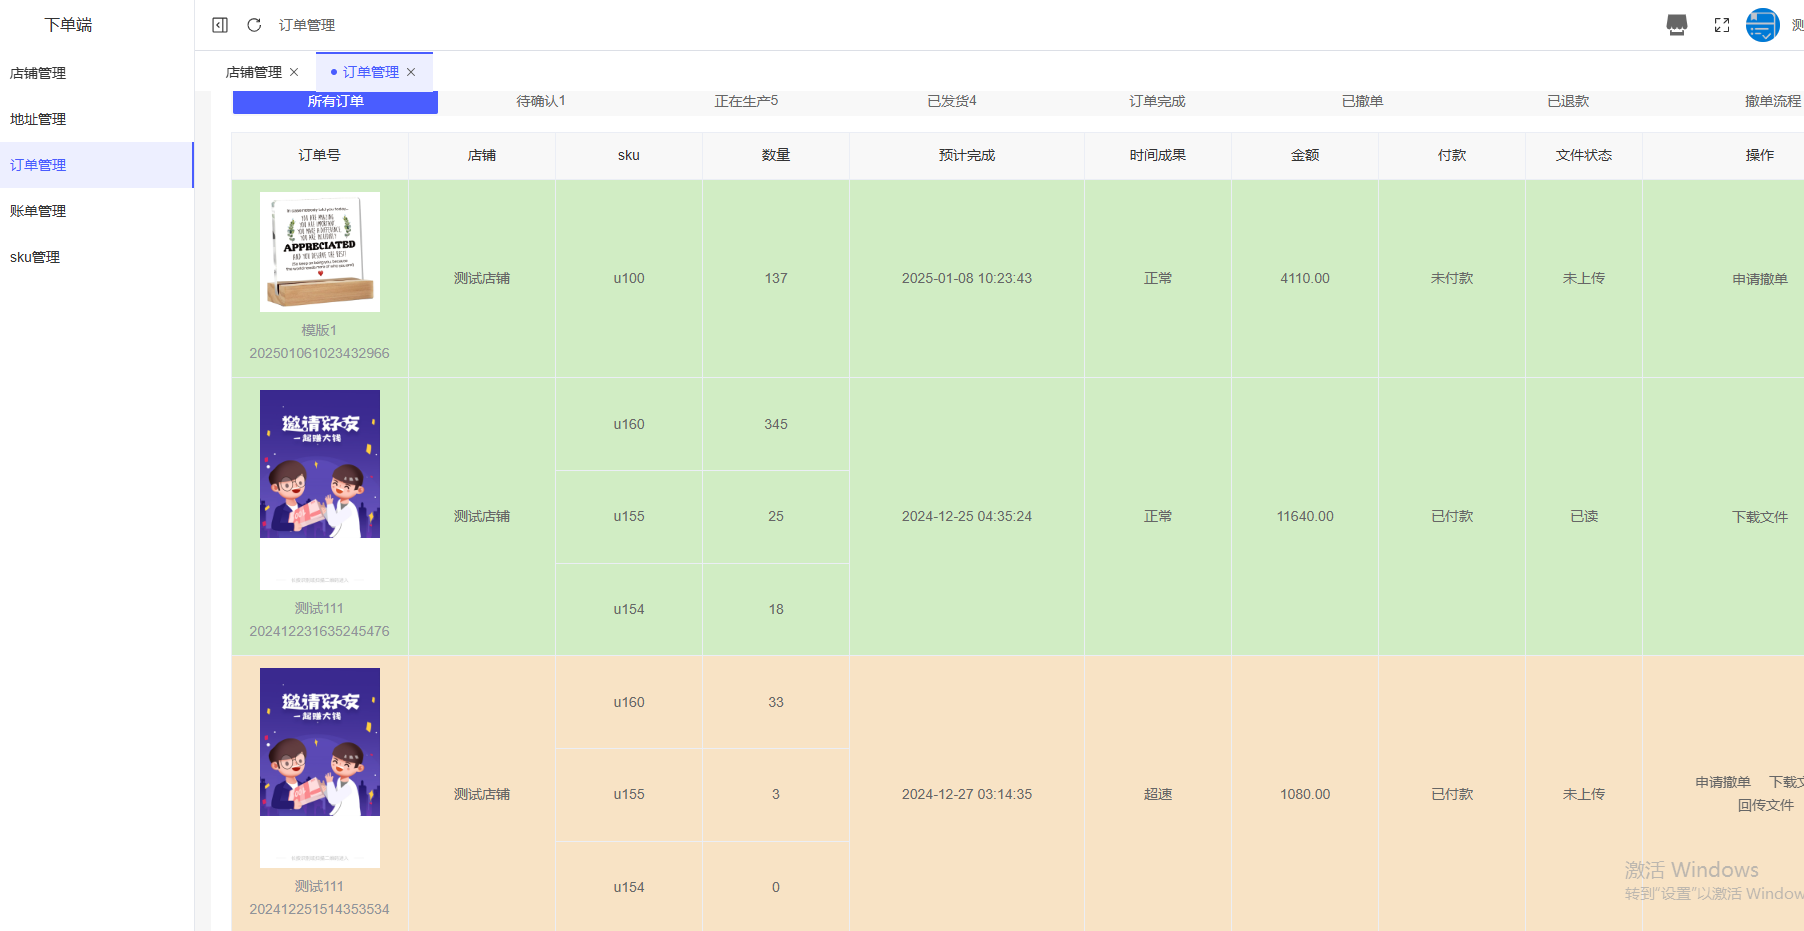 下单端
店铺管理
地址管理
订单管理
账单管理
sku管理
订单管理
测
店铺管理
订单管理
所有订单 待确认1 正在生产5 已发货4 订单完成 已撤单 已退款 撤单流程
订单号 店铺 sku 数量 预计完成 时间成果 金额 付款 文件状态 操作
YOU ARE AMAZING
YOU ARE IMPORTANT
APPRECIATED
模版1
202501061023432966
测试店铺 u100 137 2025-01-08 10:23:43 正常 4110.00 未付款 未上传 申请撤单
邀请好友
一起赚大钱
测试111
202412231635245476
测试店铺
u160 345
u155 25
u154 18
2024-12-25 04:35:24 正常 11640.00 已付款 已读 下载文件
邀请好友
一起赚大钱
测试111
202412251514353534
测试店铺
u160 33
u155 3
u154 0
2024-12-27 03:14:35 超速 1080.00 已付款 未上传
申请撤单 下载文
回传文件
激活 Windows
转到“设置”以激活 Window